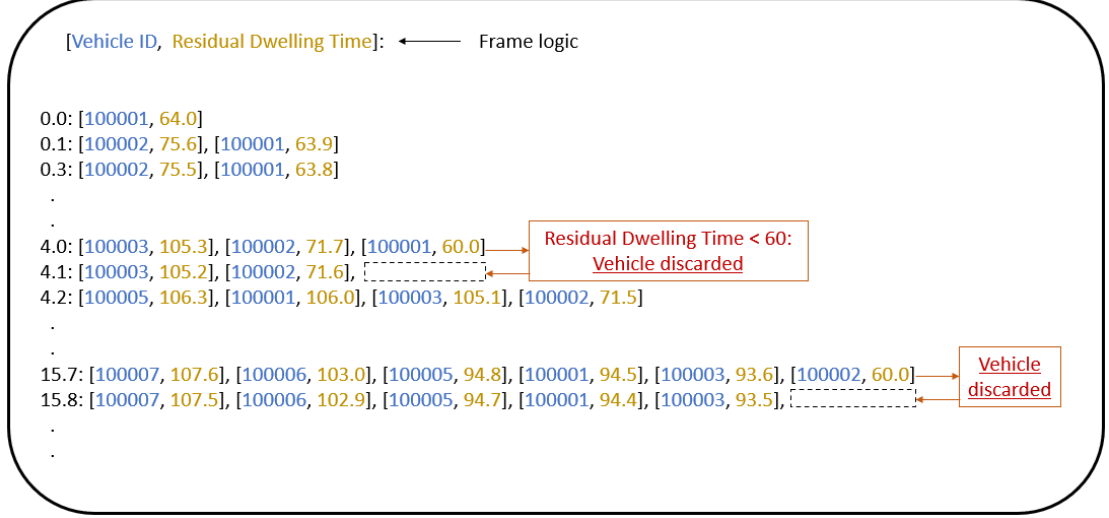 [Vehicle ID, Residual Dwelling Time]: Frame logic
0.0: [100001, 64.0]
0.1: [100002, 75.6], [100001, 63.9]
0.3: [100002, 75.5], [100001, 63.8]
.
.
4.0: [100003, 105.3], [100002, 71.7], [100001, 60.0]
4.1: [100003, 105.2], [100002, 71.6],
Residual Dwelling Time < 60:
Vehicle discarded
4.2: [100005, 106.3], [100001, 106.0], [100003, 105.1], [100002, 71.5]
.
.
15.7: [100007, 107.6], [100006, 103.0], [100005, 94.8], [100001, 94.5], [100003, 93.6], [100002, 60.0]
15.8: [100007, 107.5], [100006, 102.9], [100005, 94.7], [100001, 94.4], [100003, 93.5],
Vehicle
discarded
.
.